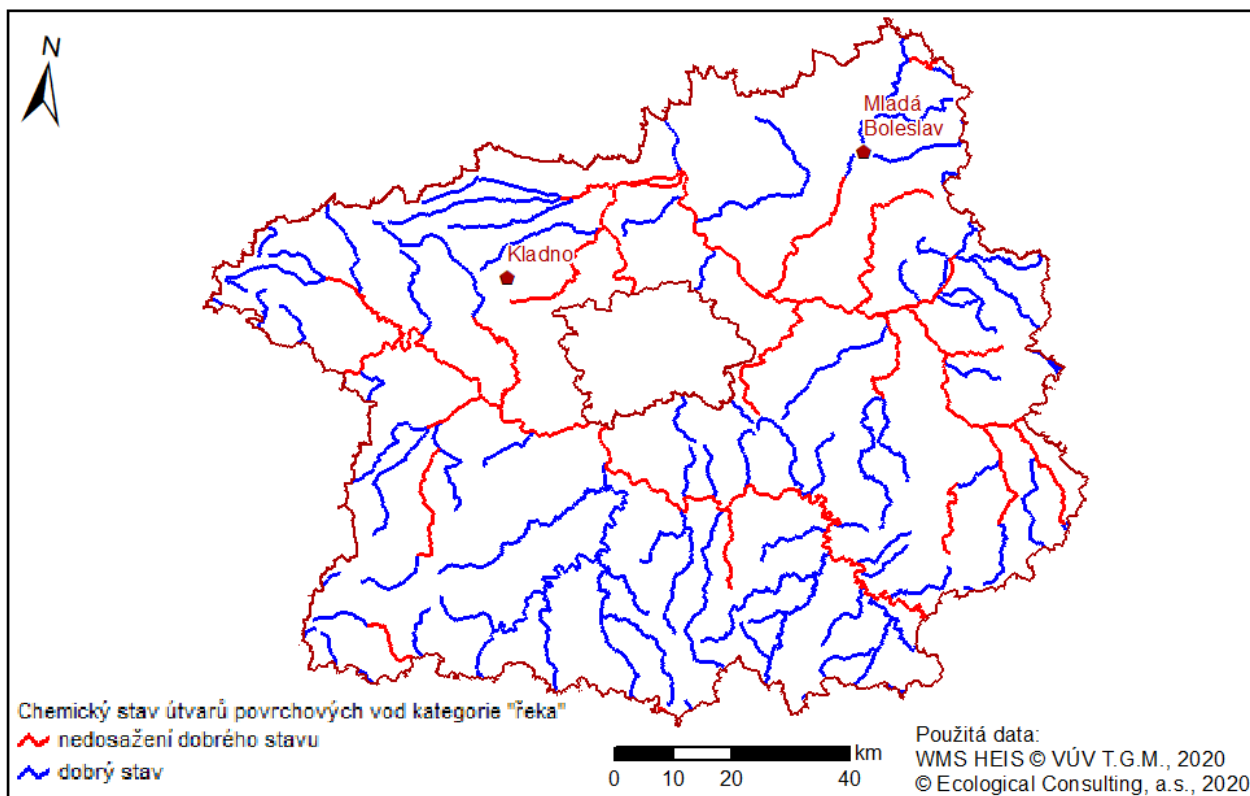 N
Mladá
Boleslav
Kladno
Chemický stav útvarů povrchových vod kategorie "řeka"
nedosažení dobrého stavu
dobrý stav
km
0 10 20 40
Použitá data:
WMS HEIS © VÚV T.G.M., 2020
© Ecological Consulting, a.s., 2020